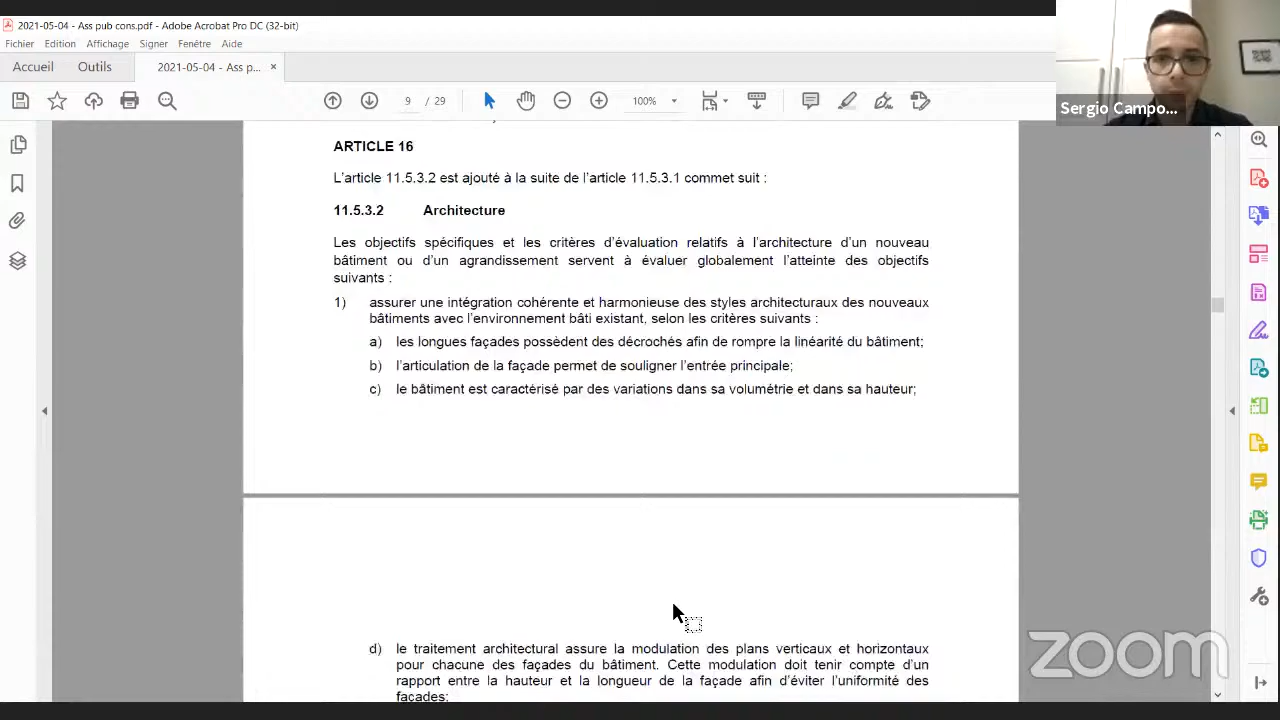 2021-05-04 - Ass pub cons.pdf - Adobe Acrobat Pro DC (32-bit)
Fichier Edition Affichage Signer Fenêtre Aide
Accueil Outils 2021-05-04 - Ass p... ×
9 / 29 100%
Sergio Campo...
ARTICLE 16
L'article 11.5.3.2 est ajouté à la suite de l'article 11.5.3.1 commet suit :
11.5.3.2 Architecture
Les objectifs spécifiques et les critères d'évaluation relatifs à l'architecture d'un nouveau
bâtiment ou d'un agrandissement servent à évaluer globalement l'atteinte des objectifs
suivants :
1) assurer une intégration cohérente et harmonieuse des styles architecturaux des nouveaux
bâtiments avec l'environnement bâti existant, selon les critères suivants :
a) les longues façades possèdent des décrochés afin de rompre la linéarité du bâtiment;
b) l'articulation de la façade permet de souligner l'entrée principale;
c) le bâtiment est caractérisé par des variations dans sa volumétrie et dans sa hauteur;
d) le traitement architectural assure la modulation des plans verticaux et horizontaux
pour chacune des façades du bâtiment. Cette modulation doit tenir compte d'un
rapport entre la hauteur et la longueur de la façade afin d'éviter l'uniformité des
façades;
zoom